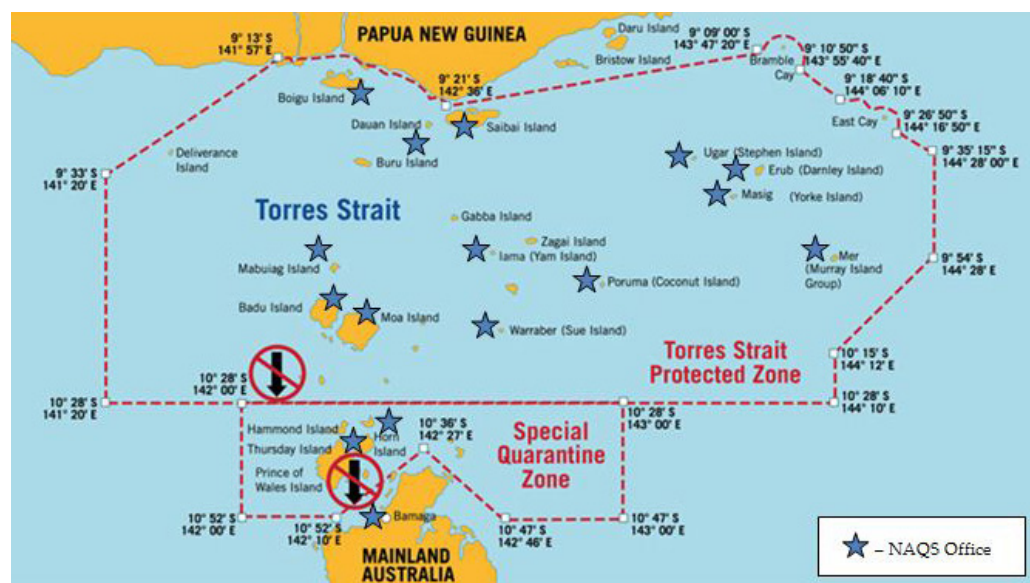 PAPUA NEW GUINEA
Daru Island
Bristow Island
9° 13' S
141° 57' E
9° 09' 00" S
143° 47' 20" E
Bramble
Cay
9° 10' 50" S
143° 55' 40" E
9° 21' S
142° 36' E
9° 18' 40" S
144° 06' 10" E
Boigu Island
Dauan Island
Saibai Island
East Cay
9° 26' 50" S
144° 16' 50" E
Deliverance
Island
Buru Island
Ugar (Stephen Island)
9° 35' 15" S
144° 28' 00" E
9° 33' S
141° 20' E
Erub (Darnley Island)
Masig (Yorke Island)
Torres Strait
Gabba Island
Zagai Island
Iama (Yam Island)
Mabuiag Island
Mer
(Murray Island
Group)
9° 54' S
144° 28' E
Poruma (Coconut Island)
Badu Island
Moa Island
Warraber (Sue Island)
Torres Strait
Protected Zone
10° 15' S
144° 12' E
10° 28' S
141° 20' E
10° 28' S
142° 00' E
10° 28' S
143° 00' E
10° 28' S
144° 10' E
Hammond Island
Thursday Island
Horn
Island
10° 36' S
142° 27' E
Prince of
Wales Island
Special
Quarantine
Zone
10° 52' S
142° 00' E
10° 52' S
142° 10' E
Bamaga
10° 47' S
142° 46' E
10° 47' S
143° 00' E
MAINLAND
AUSTRALIA
– NAQS Office